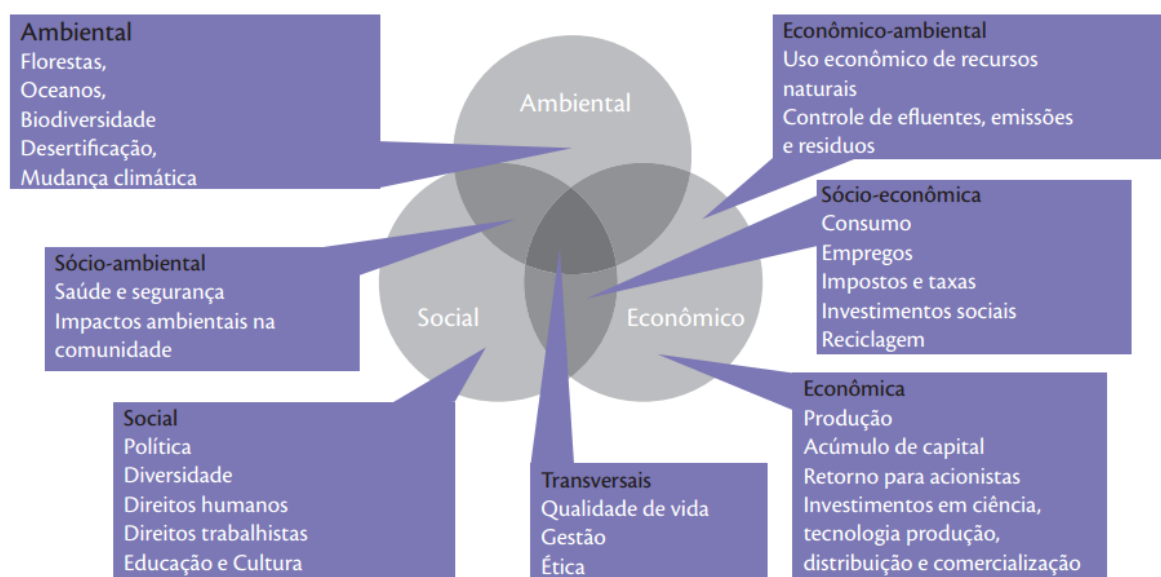 Ambiental
Florestas,
Oceanos,
Biodiversidade
Desertificação,
Mudança climática
Ambiental
Econômico-ambiental
Uso econômico de recursos
naturais
Controle de efluentes, emissões
e residuos
Sócio-ambiental
Saúde e segurança
Impactos ambientais na
comunidade
Social
Econômico
Sócio-econômica
Consumo
Empregos
Impostos e taxas
Investimentos sociais
Reciclagem
Social
Política
Diversidade
Direitos humanos
Direitos trabalhistas
Educação e Cultura
Transversais
Qualidade de vida
Gestão
Ética
Econômica
Produção
Acúmulo de capital
Retorno para acionistas
Investimentos em ciência,
tecnologia produção,
distribuição e comercialização